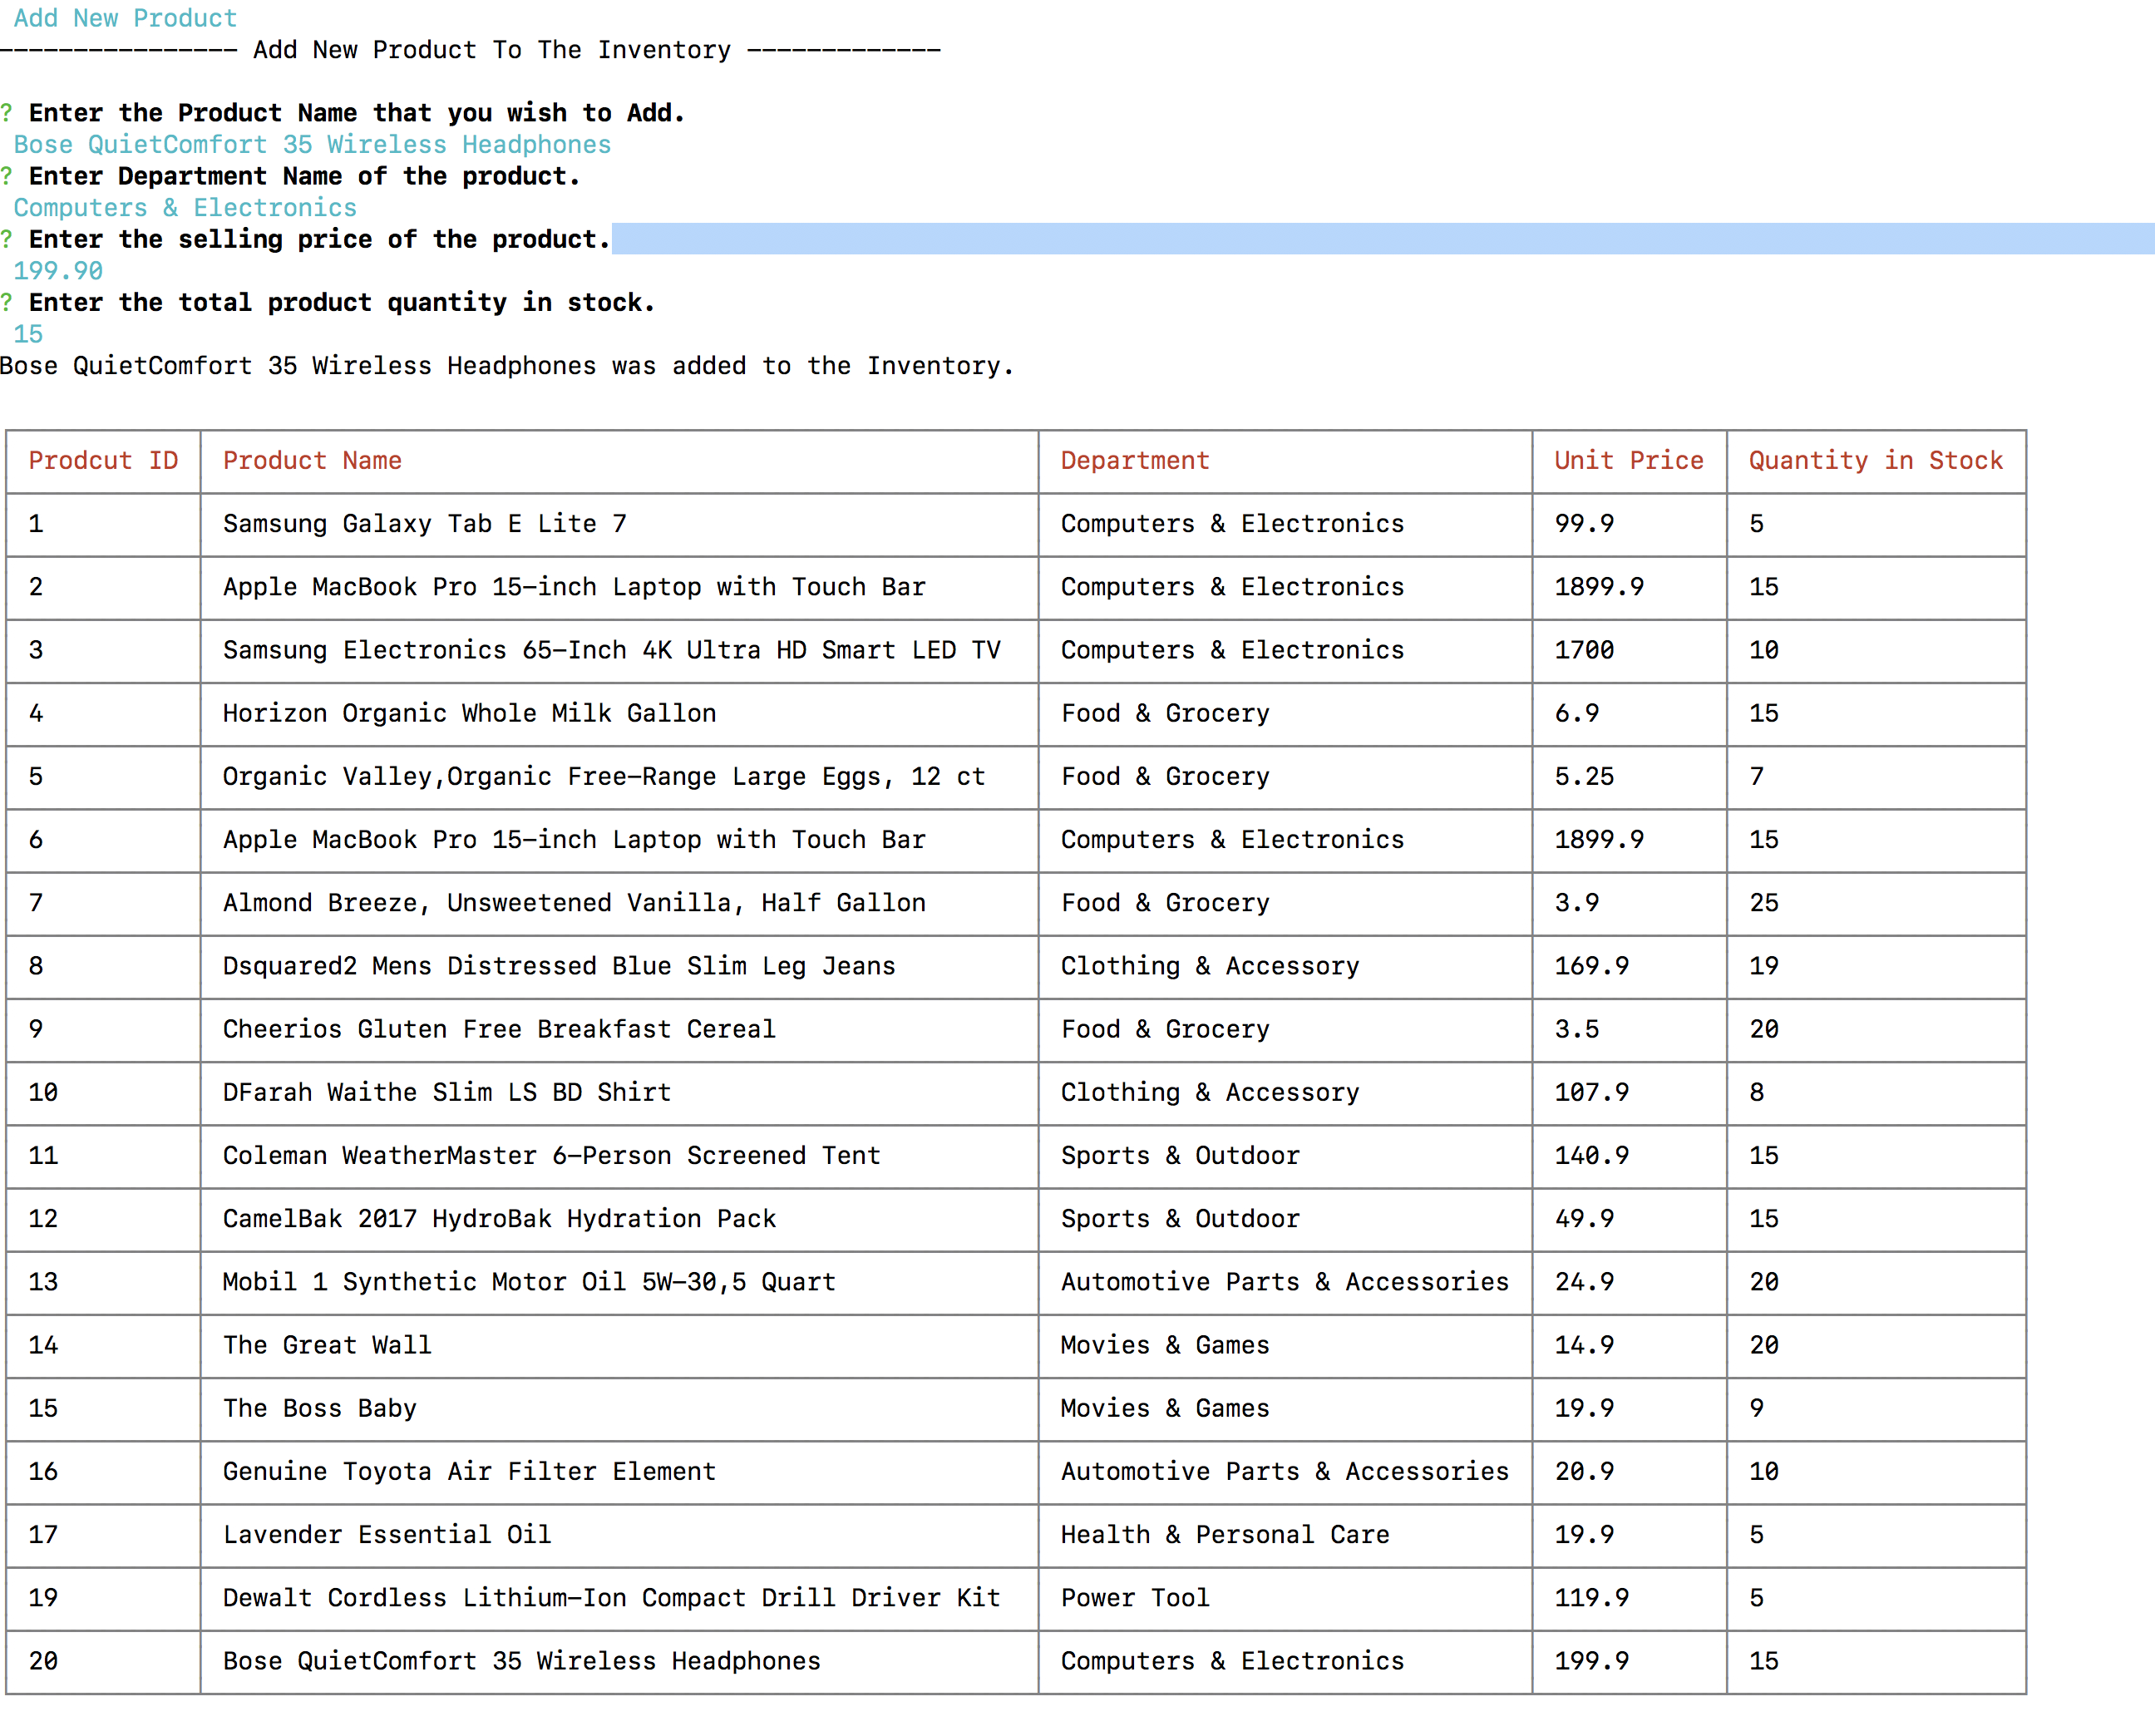 Add New Product
---------------- Add New Product To The Inventory -------------
? Enter the Product Name that you wish to Add.
Bose QuietComfort 35 Wireless Headphones
? Enter Department Name of the product.
Computers & Electronics
? Enter the selling price of the product.
199.90
? Enter the total product quantity in stock.
15
Bose QuietComfort 35 Wireless Headphones was added to the Inventory.
Prodcut ID Product Name Department Unit Price Quantity in Stock
1 Samsung Galaxy Tab E Lite 7 Computers & Electronics 99.9 5
2 Apple MacBook Pro 15-inch Laptop with Touch Bar Computers & Electronics 1899.9 15
3 Samsung Electronics 65-Inch 4K Ultra HD Smart LED TV Computers & Electronics 1700 10
4 Horizon Organic Whole Milk Gallon Food & Grocery 6.9 15
5 Organic Valley,Organic Free-Range Large Eggs, 12 ct Food & Grocery 5.25 7
6 Apple MacBook Pro 15-inch Laptop with Touch Bar Computers & Electronics 1899.9 15
7 Almond Breeze, Unsweetened Vanilla, Half Gallon Food & Grocery 3.9 25
8 Dsquared2 Mens Distressed Blue Slim Leg Jeans Clothing & Accessory 169.9 19
9 Cheerios Gluten Free Breakfast Cereal Food & Grocery 3.5 20
10 DFarah Waithe Slim LS BD Shirt Clothing & Accessory 107.9 8
11 Coleman WeatherMaster 6-Person Screened Tent Sports & Outdoor 140.9 15
12 CamelBak 2017 HydroBak Hydration Pack Sports & Outdoor 49.9 15
13 Mobil 1 Synthetic Motor Oil 5W-30,5 Quart Automotive Parts & Accessories 24.9 20
14 The Great Wall Movies & Games 14.9 20
15 The Boss Baby Movies & Games 19.9 9
16 Genuine Toyota Air Filter Element Automotive Parts & Accessories 20.9 10
17 Lavender Essential Oil Health & Personal Care 19.9 5
19 Dewalt Cordless Lithium-Ion Compact Drill Driver Kit Power Tool 119.9 5
20 Bose QuietComfort 35 Wireless Headphones Computers & Electronics 199.9 15